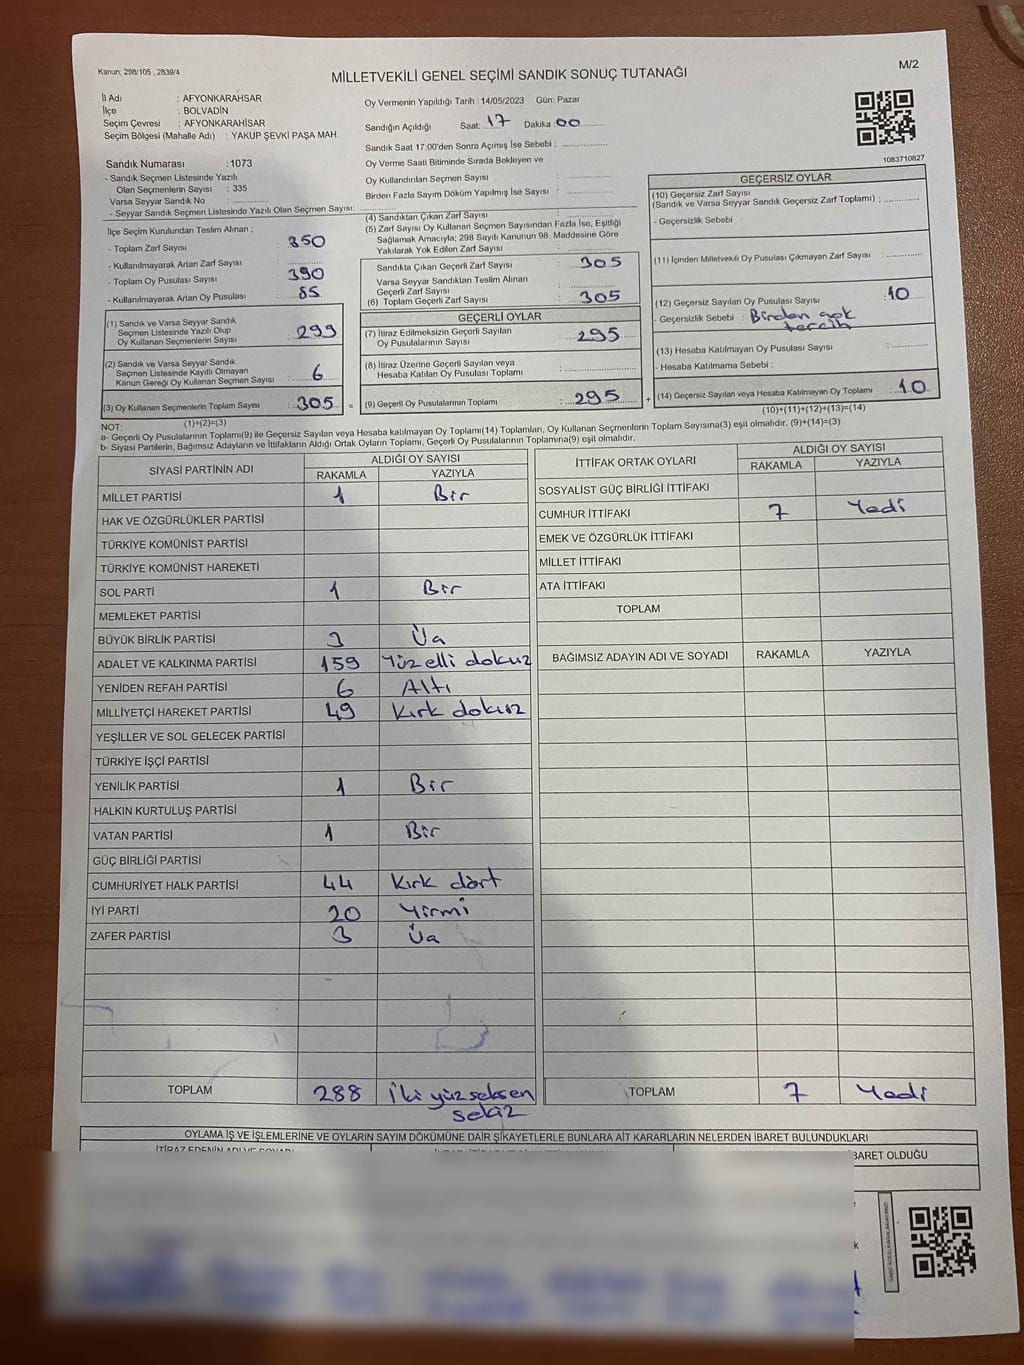 Kanun: 298/105 , 2839/4
MİLLETVEKİLİ GENEL SEÇİMİ SANDIK SONUÇ TUTANAĞI
M/2
İl Adı : AFYONKARAHİSAR
İlçe : BOLVADİN
Seçim Çevresi : AFYONKARAHİSAR
Seçim Bölgesi (Mahalle Adı) : YAKUP ŞEVKİ PAŞA MAH.
Sandık Numarası : 1073
- Sandık Seçmen Listesinde Yazılı
Olan Seçmenlerin Sayısı : 335
Varsa Seyyar Sandık No
- Seyyar Sandık Seçmen Listesinde Yazılı Olan Seçmen Sayısı:
İlçe Seçim Kurulundan Teslim Alınan ;
- Toplam Zarf Sayısı : 350
- Kullanılmayarak Artan Zarf Sayısı
- Toplam Oy Pusulası Sayısı : 390
- Kullanılmayarak Artan Oy Pusulası : 85
Oy Vermenin Yapıldığı Tarih : 14/05/2023 Gün: Pazar
Sandığın Açıldığı Saat: 17 Dakika : 00
Sandık Saat 17:00'den Sonra Açımış İse Sebebi :
Oy Verme Saati Bitiminde Sırada Bekleyen ve
Oy Kullandırılan Seçmen Sayısı :
Birden Fazla Sayım Döküm Yapılmış İse Sayısı :
1083710827
(1) Sandık ve Varsa Seyyar Sandık
Seçmen Listesinde Yazılı Olup
Oy Kullanan Seçmenlerin Sayısı : 299
(2) Sandık ve Varsa Seyyar Sandık
Seçmen Listesinde Kayıtlı Olmayan
Kanun Gereği Oy Kullanan Seçmen Sayısı : 6
(3) Oy Kullanan Seçmenlerin Toplam Sayısı : 305
(1)+(2)=(3)
(4) Sandıktan Çıkan Zarf Sayısı
(5) Zarf Sayısı Oy Kullanan Seçmen Sayısından Fazla İse, Eşitliği
Sağlamak Amacıyla; 298 Sayılı Kanunun 98. Maddesine Göre
Yakılarak Yok Edilen Zarf Sayısı
Sandıkta Çıkan Geçerli Zarf Sayısı : 305
Varsa Seyyar Sandıktan Teslim Alınan
Geçerli Zarf Sayısı
(6) Toplam Geçerli Zarf Sayısı : 305
GEÇERLİ OYLAR
(7) İtiraz Edilmeksizin Geçerli Sayılan
Oy Pusulalarının Sayısı : 295
(8) İtiraz Üzerine Geçerli Sayılan veya
Hesaba Katılan Oy Pusulası Toplamı
(9) Geçerli Oy Pusulalarının Toplamı : 295
GEÇERSİZ OYLAR
(10) Geçersiz Zarf Sayısı
(Sandık ve Varsa Seyyar Sandık Geçersiz Zarf Toplamı) :
- Geçersizlik Sebebi :
(11) İçinden Milletvekili Oy Pusulası Çıkmayan Zarf Sayısı
(12) Geçersiz Sayılan Oy Pusulası Sayısı : 10
- Geçersizlik Sebebi : Birden çok
tercih
(13) Hesaba Katılmayan Oy Pusulası Sayısı
- Hesaba Katılmama Sebebi :
(14) Geçersiz Sayılan veya Hesaba Katılmayan Oy Toplamı : 10
(10)+(11)+(12)+(13)=(14)
NOT:
a- Geçerli Oy Pusulalarının Toplamı(9) ile Geçersiz Sayılan veya Hesaba Katılmayan Oy Toplamı(14) Toplamları, Oy Kullanan Seçmenlerin Toplam Sayısına(3) eşit olmalıdır. (9)+(14)=(3)
b- Siyasi Partilerin, Bağımsız Adayların ve İttifakların Aldığı Ortak Oyların Toplamı, Geçerli Oy Pusulalarının Toplamına(9) eşit olmalıdır.
SİYASİ PARTİNİN ADI ALDIĞI OY SAYISI
RAKAMLA YAZIYLA
MİLLET PARTİSİ 1 Bir
HAK VE ÖZGÜRLÜKLER PARTİSİ
TÜRKİYE KOMÜNİST PARTİSİ
TÜRKİYE KOMÜNİST HAREKETİ
SOL PARTİ 1 Bir
MEMLEKET PARTİSİ
BÜYÜK BİRLİK PARTİSİ 3 Üç
ADALET VE KALKINMA PARTİSİ 159 Yüz elli dokuz
YENİDEN REFAH PARTİSİ 6 Altı
MİLLİYETÇİ HAREKET PARTİSİ 49 Kırk dokuz
YEŞİLLER VE SOL GELECEK PARTİSİ
TÜRKİYE İŞÇİ PARTİSİ
YENİLİK PARTİSİ 1 Bir
HALKIN KURTULUŞ PARTİSİ
VATAN PARTİSİ 1 Bir
GÜÇ BİRLİĞİ PARTİSİ
CUMHURİYET HALK PARTİSİ 44 Kırk dört
İYİ PARTİ 20 Yirmi
ZAFER PARTİSİ 3 Üç
TOPLAM 288 İki yüz seksen
sekiz
İTTİFAK ORTAK OYLARI ALDIĞI OY SAYISI
RAKAMLA YAZIYLA
SOSYALİST GÜÇ BİRLİĞİ İTTİFAKI
CUMHUR İTTİFAKI 7 Yedi
EMEK VE ÖZGÜRLÜK İTTİFAKI
MİLLET İTTİFAKI
ATA İTTİFAKI
TOPLAM
BAĞIMSIZ ADAYIN ADI VE SOYADI RAKAMLA YAZIYLA
TOPLAM 7 Yedi
OYLAMA İŞ VE İŞLEMLERİNE VE OYLARIN SAYIM DÖKÜMÜNE DAİR ŞİKAYETLERLE BUNLARA AİT KARARLARIN NELERDEN İBARET BULUNDUKLARI
İTİRAZ EDENİN ADI VE SOYADI
BARET OLDUĞU